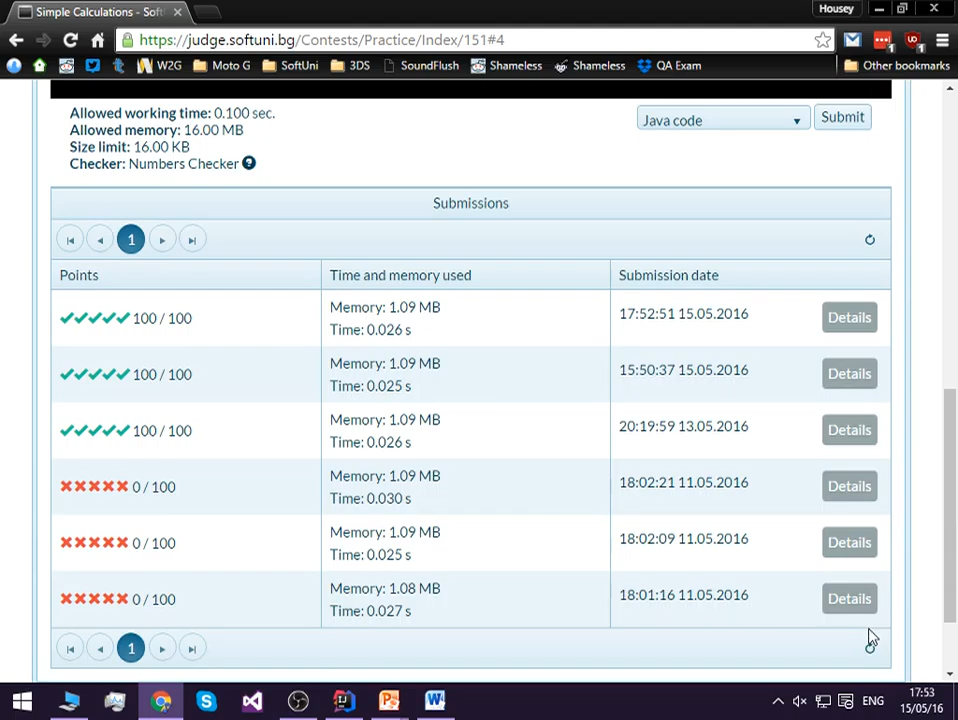 Simple Calculations - Soft
Housey
https://judge.softuni.bg/Contests/Practice/Index/151#4
W2G
Moto G
SoftUni
3DS
SoundFlush
Shameless
Shameless
QA Exam
Other bookmarks
Allowed working time: 0.100 sec.
Allowed memory: 16.00 MB
Size limit: 16.00 KB
Checker: Numbers Checker
Java code
Submit
Submissions
1
Points
Time and memory used
Submission date
100 / 100
Memory: 1.09 MB
Time: 0.026 s
17:52:51 15.05.2016
Details
100 / 100
Memory: 1.09 MB
Time: 0.025 s
15:50:37 15.05.2016
Details
100 / 100
Memory: 1.09 MB
Time: 0.026 s
20:19:59 13.05.2016
Details
0 / 100
Memory: 1.09 MB
Time: 0.030 s
18:02:21 11.05.2016
Details
0 / 100
Memory: 1.09 MB
Time: 0.025 s
18:02:09 11.05.2016
Details
0 / 100
Memory: 1.08 MB
Time: 0.027 s
18:01:16 11.05.2016
Details
1
ENG
17:53
15/05/16